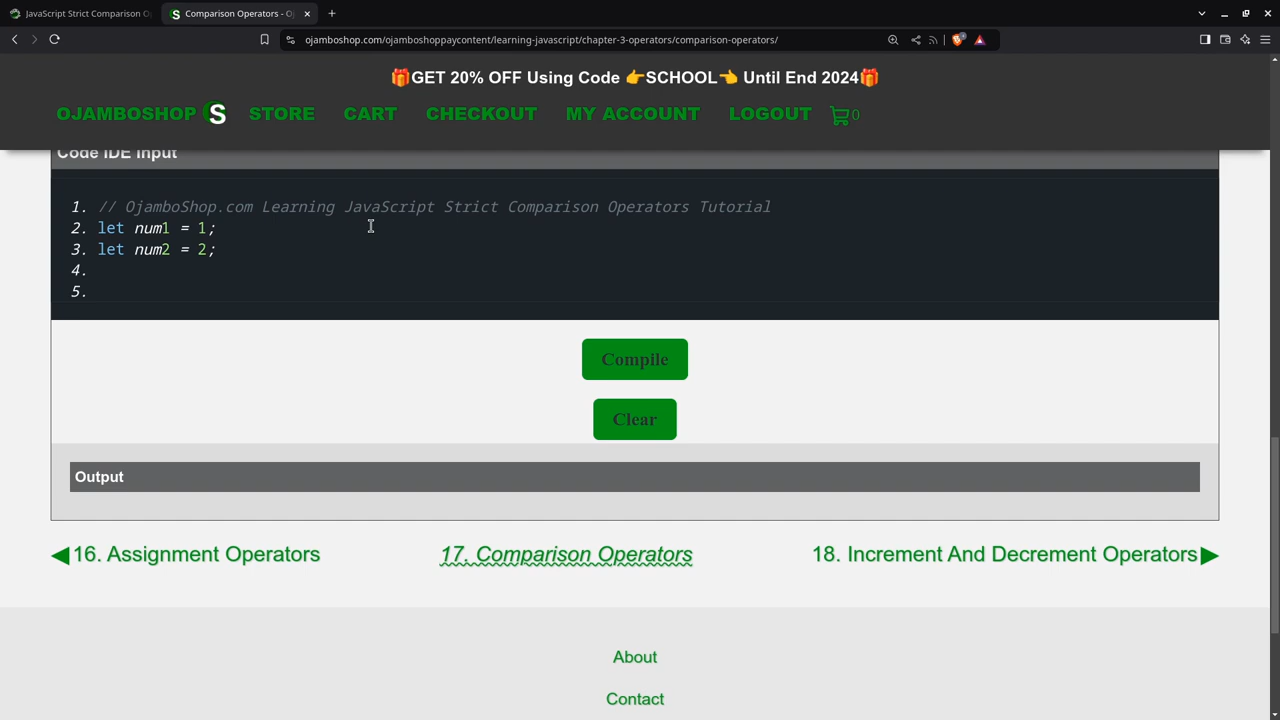 JavaScript Strict Comparison O
Comparison Operators - O
ojamboshop.com/ojamboshoppaycontent/learning-javascript/chapter-3-operators/comparison-operators/
🎁GET 20% OFF Using Code 👉SCHOOL👈 Until End 2024🎁
OJAMBOSHOP S STORE CART CHECKOUT MY ACCOUNT LOGOUT 0
Code IDE Input
1. // OjamboShop.com Learning JavaScript Strict Comparison Operators Tutorial
2. let num1 = 1;
3. let num2 = 2;
4.
5.
Compile
Clear
Output
◀16. Assignment Operators 17. Comparison Operators 18. Increment And Decrement Operators▶
About
Contact